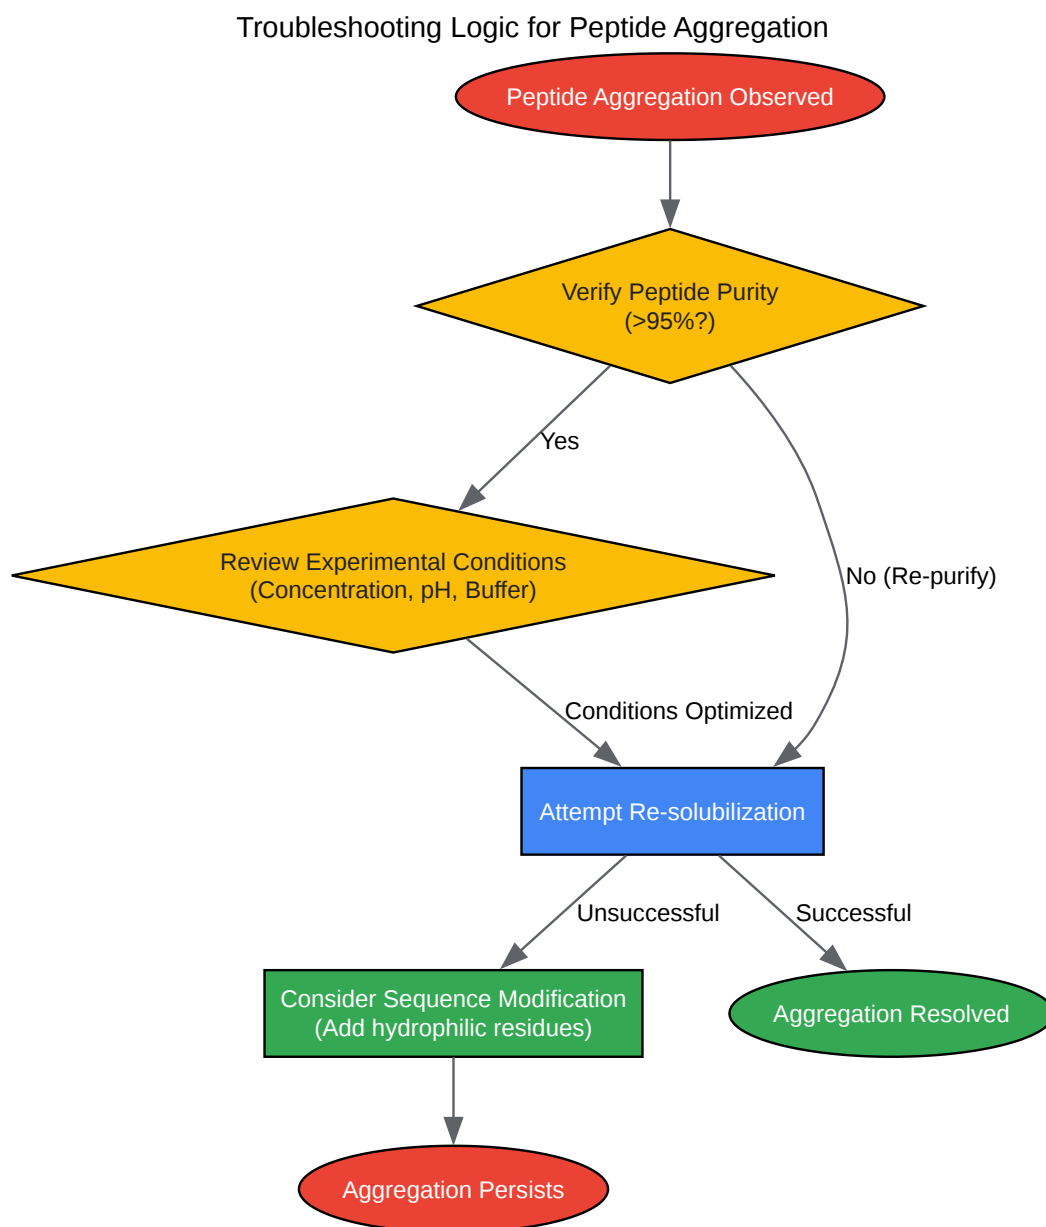 Troubleshooting Logic for Peptide Aggregation
Peptide Aggregation Observed
Verify Peptide Purity
(>95%?)
Yes
Review Experimental Conditions
(Concentration, pH, Buffer)
No (Re-purify)
Conditions Optimized
Attempt Re-solubilization
Unsuccessful
Successful
Consider Sequence Modification
(Add hydrophilic residues)
Aggregation Resolved
Aggregation Persists